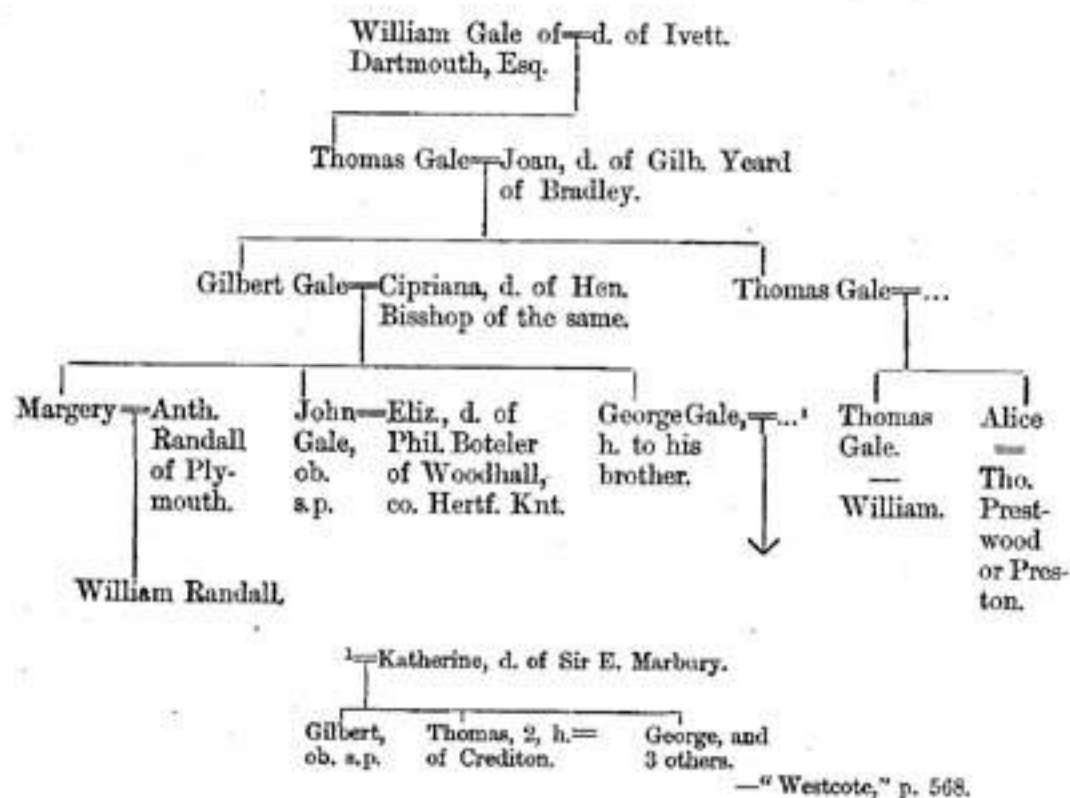 William Gale of═d. of Ivett.
Dartmouth, Esq.
Thomas Gale═Joan, d. of Gilb. Yeard
of Bradley.
Gilbert Gale═Cipriana, d. of Hen.
Bisshop of the same.
Thomas Gale═...
Margery═Anth.
Randall
of Ply-
mouth.
John═Eliz., d. of
Gale, Phil. Boteler
ob. of Woodhall,
s.p. co. Hertf. Knt.
George Gale,═...¹
h. to his
brother.
Thomas
Gale.
—
William.
Alice
═
Tho.
Prest-
wood
or Pres-
ton.
William Randall.
¹═Katherine, d. of Sir E. Marbury.
Gilbert,
ob. s.p.
Thomas, 2, h.═
of Crediton.
George, and
3 others.
—"Westcote," p. 568.